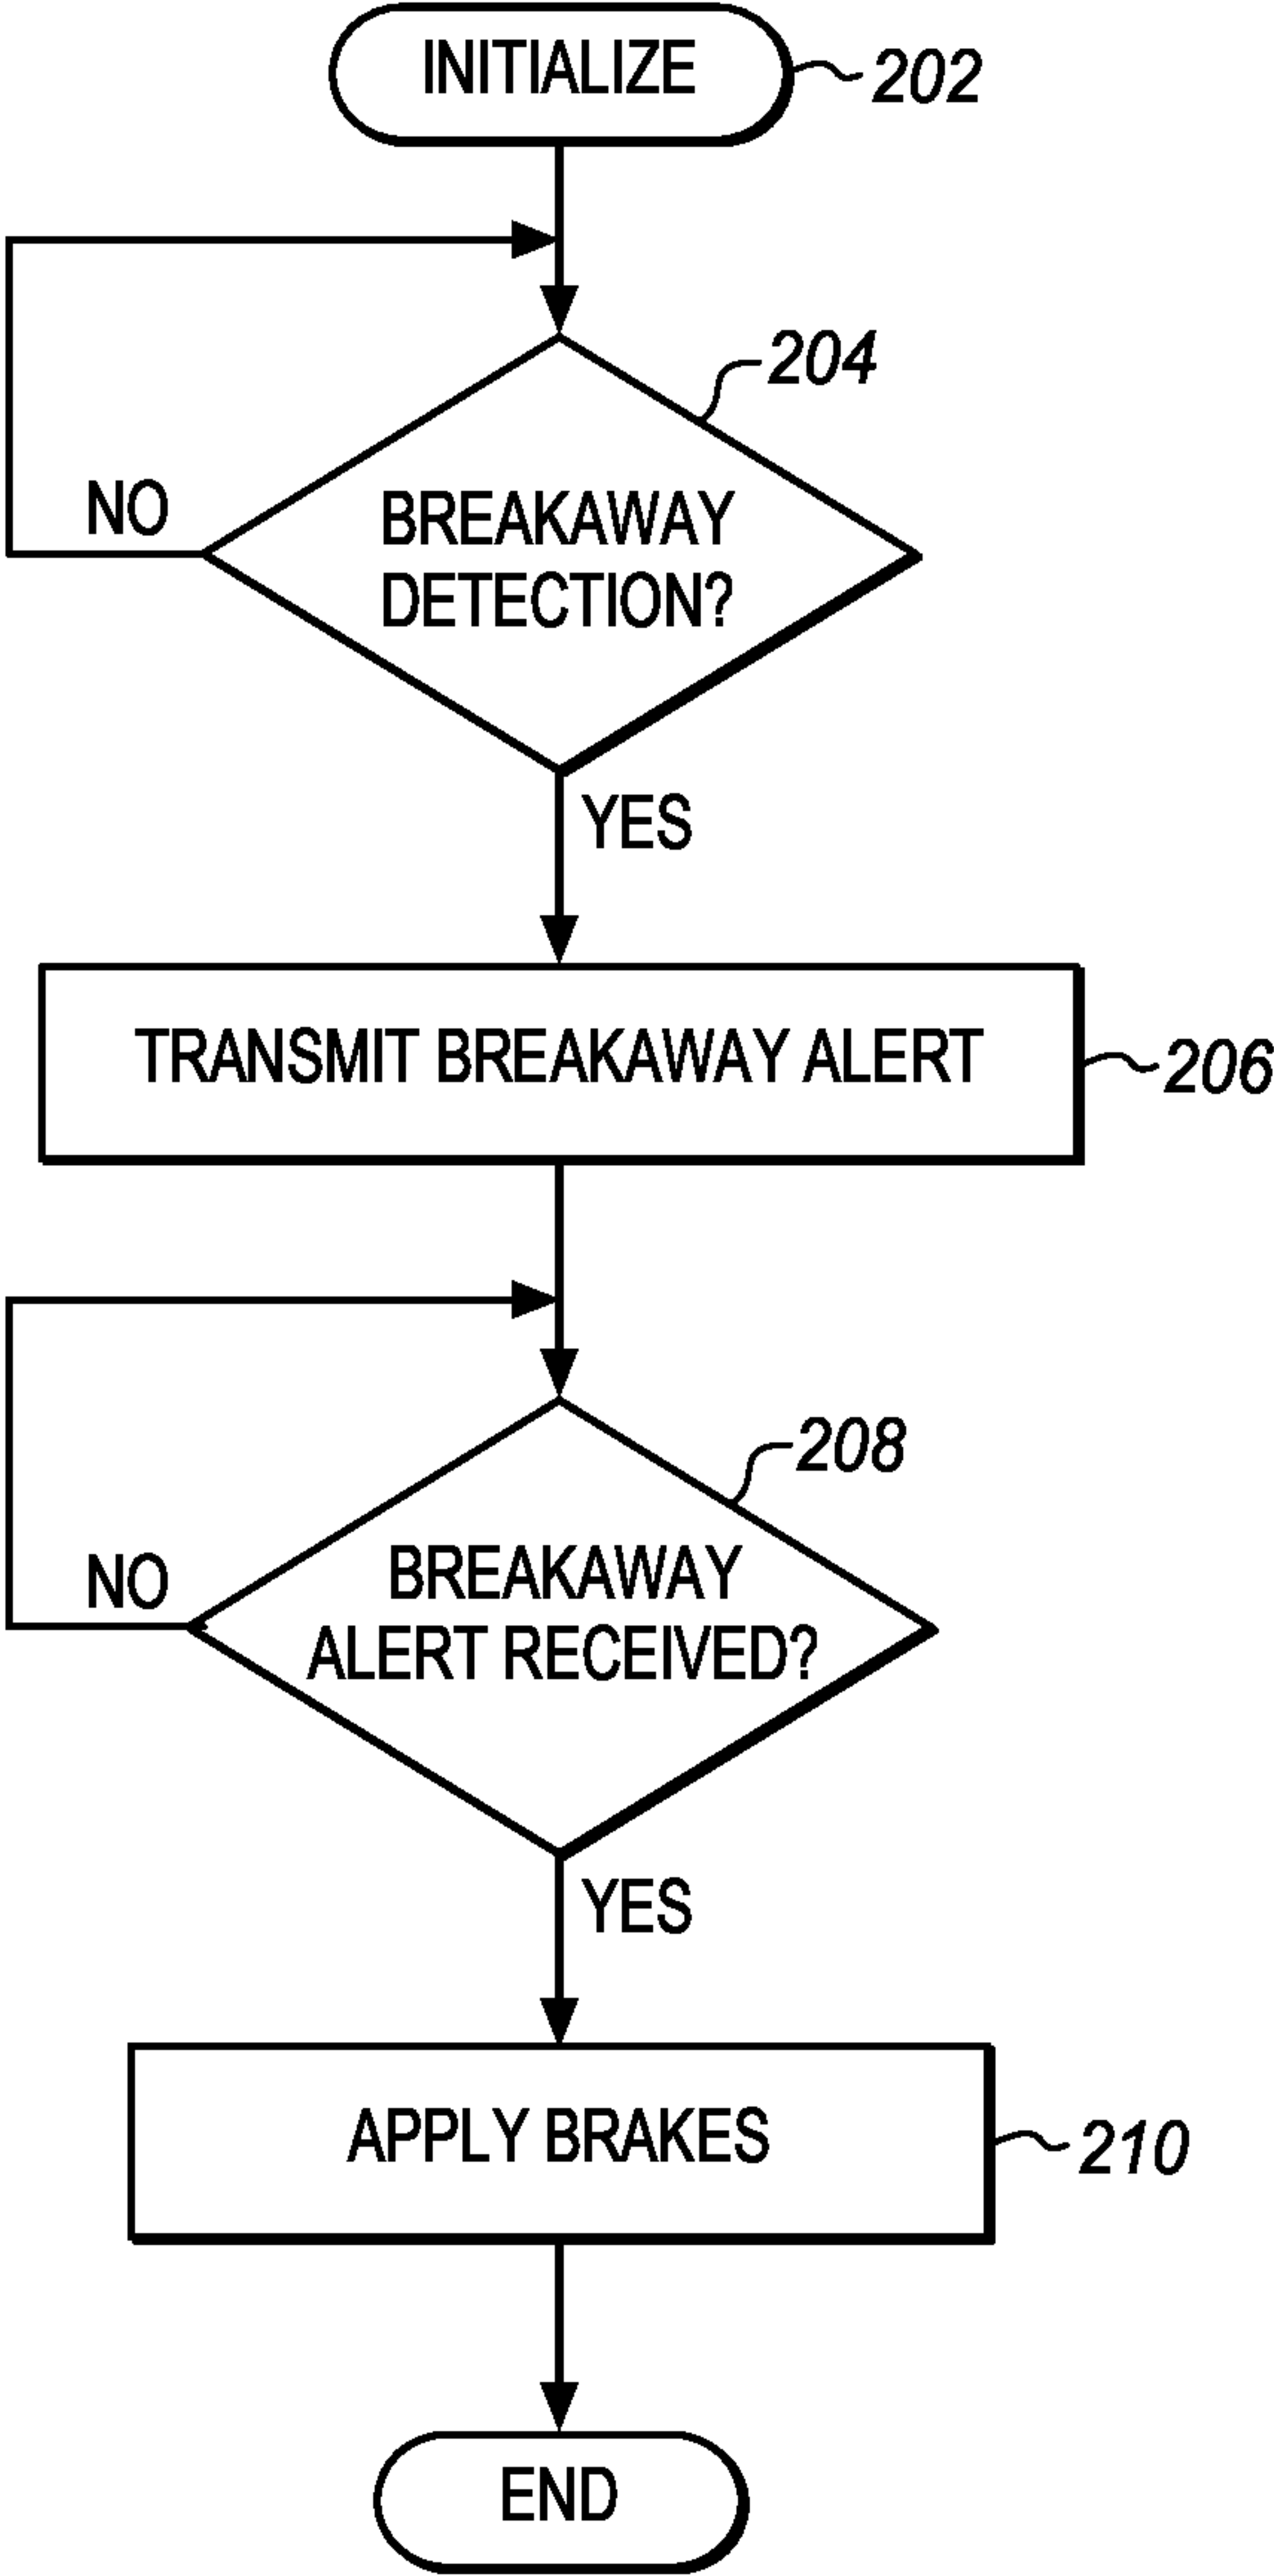 INITIALIZE
202
204
NO
BREAKAWAY
DETECTION?
YES
TRANSMIT BREAKAWAY ALERT
206
208
NO
BREAKAWAY
ALERT RECEIVED?
YES
APPLY BRAKES
210
END